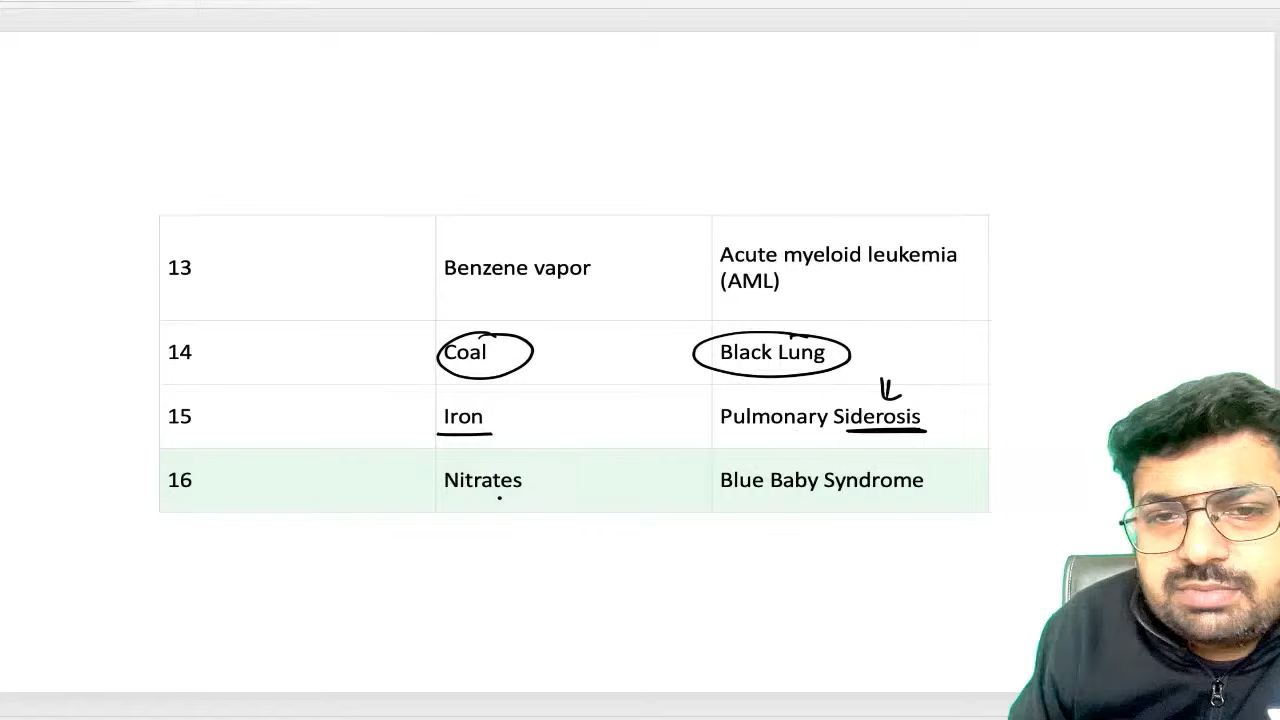 13 Benzene vapor Acute myeloid leukemia
(AML)
14 Coal Black Lung
15 Iron Pulmonary Siderosis
16 Nitrates Blue Baby Syndrome